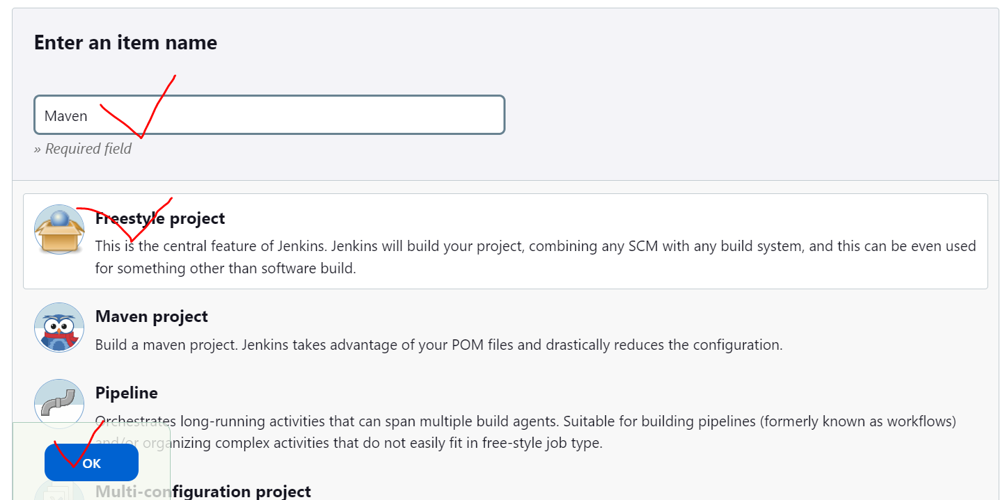 Enter an item name
Maven
» Required field
Freestyle project
This is the central feature of Jenkins. Jenkins will build your project, combining any SCM with any build system, and this can be even used
for something other than software build.
Maven project
Build a maven project. Jenkins takes advantage of your POM files and drastically reduces the configuration.
Pipeline
Orchestrates long-running activities that can span multiple build agents. Suitable for building pipelines (formerly known as workflows)
and/or organizing complex activities that do not easily fit in free-style job type.
OK
Multi-configuration project